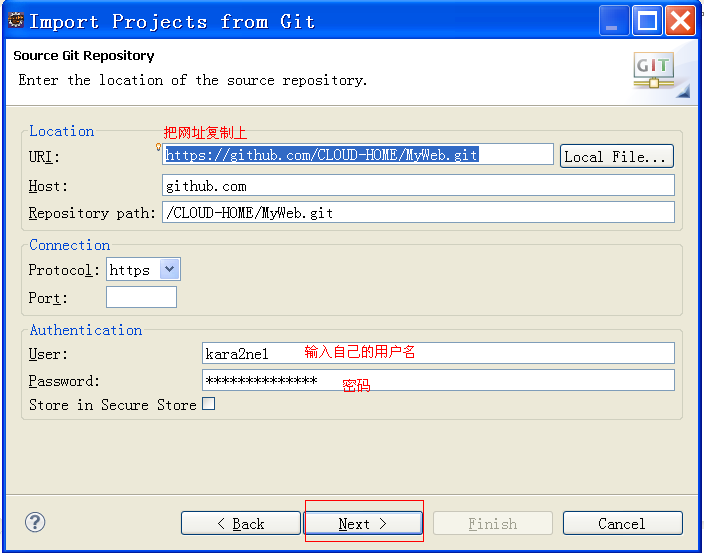 Import Projects from Git
Source Git Repository
Enter the location of the source repository.
GIT
Location
把网址复制上
URI: https://github.com/CLOUD-HOME/MyWeb.git Local File...
Host: github.com
Repository path: /CLOUD-HOME/MyWeb.git
Connection
Protocol: https
Port:
Authentication
User: kara2ne1 输入自己的用户名
Password: ************** 密码
Store in Secure Store
? < Back Next > Finish Cancel